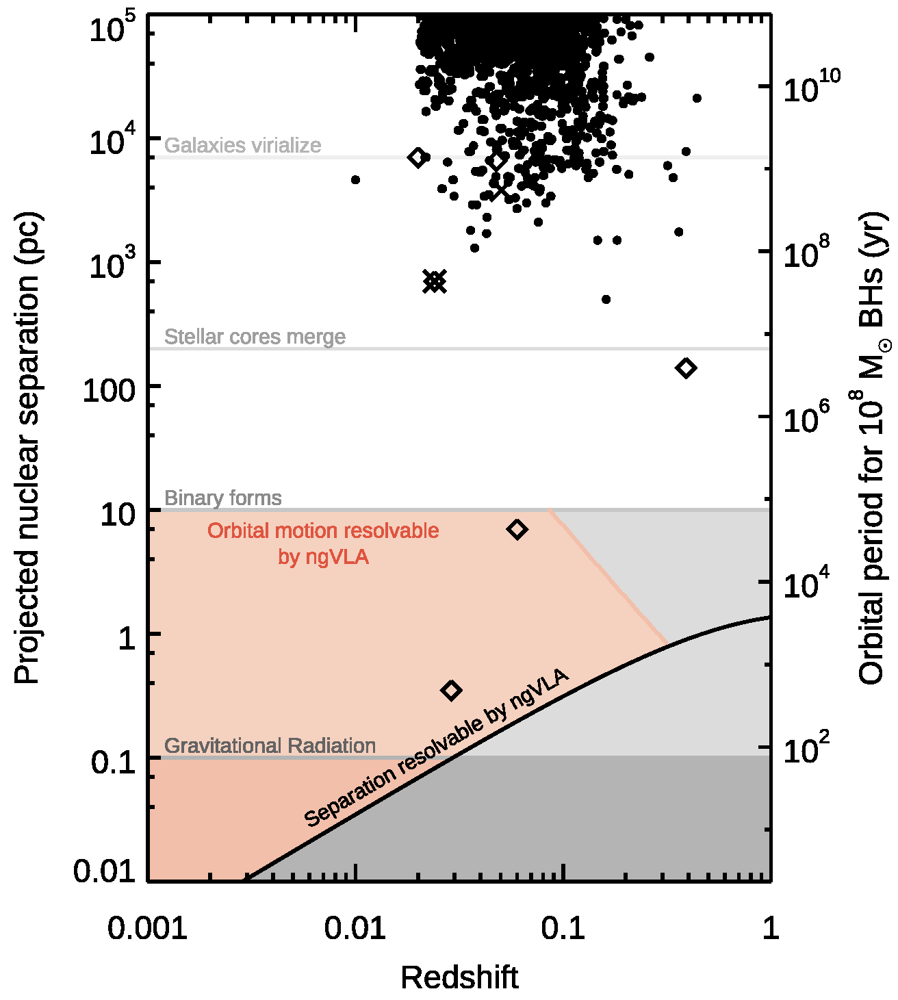 10^5
10^4
10^3
100
10
1
0.1
0.01
Projected nuclear separation (pc)
Galaxies virialize
Stellar cores merge
Binary forms
Orbital motion resolvable
by ngVLA
Separation resolvable by ngVLA
Gravitational Radiation
10^10
10^8
10^6
10^4
10^2
Orbital period for 10^8 M☉ BHs (yr)
0.001 0.01 0.1 1
Redshift